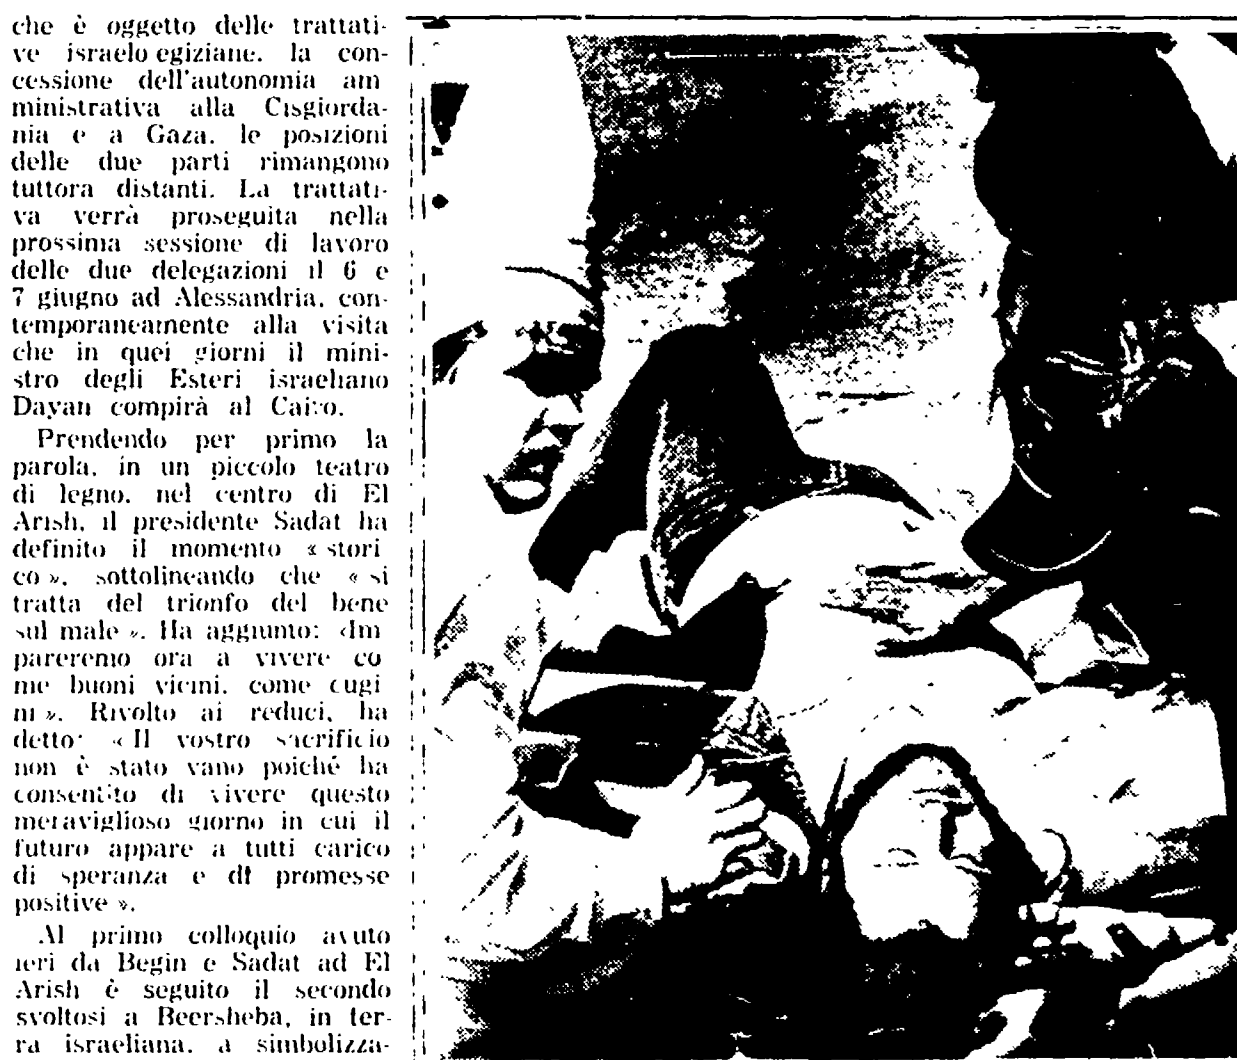 che è oggetto delle trattati-
ve israelo egiziane. la con-
cessione dell'autonomia am
ministrativa alla Cisgiorda-
nia e a Gaza. le posizioni
delle due parti rimangono
tuttora distanti. La trattati-
va verrà proseguita nella
prossima sessione di lavoro
delle due delegazioni il 6 e
7 giugno ad Alessandria. con-
temporaneamente alla visita
che in quei giorni il mini-
stro degli Esteri israeliano
Dayan compirà al Cairo.
Prendendo per primo la
parola. in un piccolo teatro
di legno. nel centro di El
Arish, il presidente Sadat ha
definito il momento « stori
co ». sottolineando che « si
tratta del trionfo del bene
sul male ». Ha aggiunto: «Im
pareremo ora a vivere co
me buoni vicini. come cugi
ni ». Rivolto ai reduci, ha
detto: « Il vostro sacrificio
non è stato vano poiché ha
consentito di vivere questo
meraviglioso giorno in cui il
futuro appare a tutti carico
di speranza e di promesse
positive ».
Al primo colloquio avuto
ieri da Begin e Sadat ad El
Arish è seguito il secondo
svoltosi a Beersheba, in ter-
ra israeliana. a simbolizza-